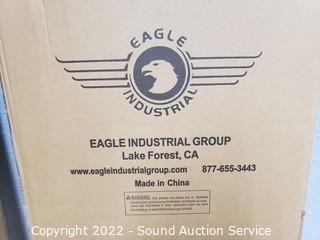 EAGLE
INDUSTRIAL
EAGLE INDUSTRIAL GROUP
Lake Forest, CA
www.eagleindustrialgroup.com 877-655-3443
Made in China
Copyright 2022 - Sound Auction Service